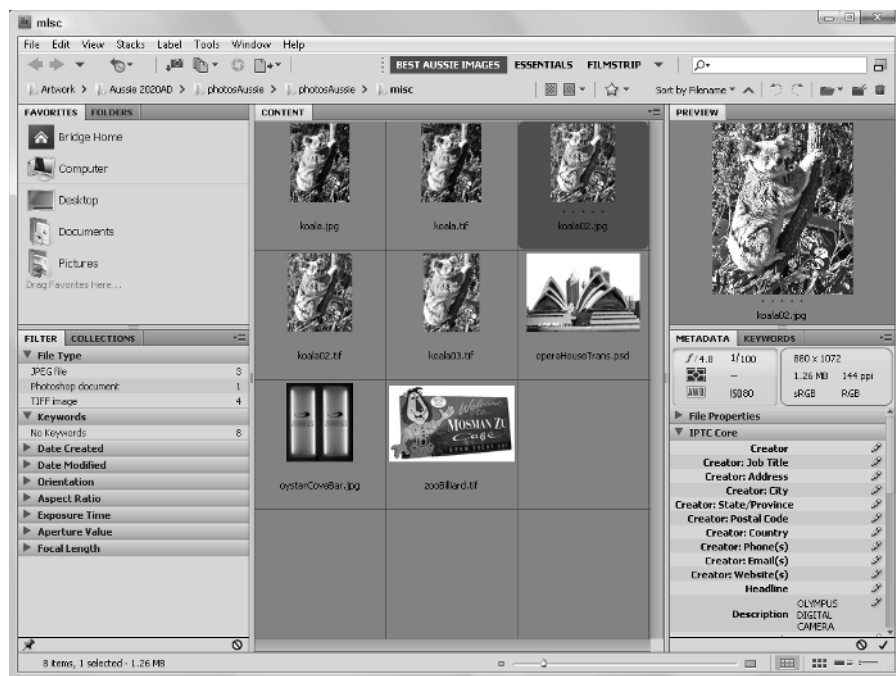 Br misc
File Edit View Stacks Label Tools Window Help
BEST AUSSIE IMAGES ESSENTIALS FILMSTRIP
Artwork > Aussie 2020AD > photosAussie > photosAussie > misc
Sort by Filename
FAVORITES FOLDERS
Bridge Home
Computer
Desktop
Documents
Pictures
Drag Favorites Here...
FILTER COLLECTIONS
File Type
JPEG file 3
Photoshop document 1
TIFF image 4
Keywords
No Keywords 8
Date Created
Date Modified
Orientation
Aspect Ratio
Exposure Time
Aperture Value
Focal Length
CONTENT
koala.jpg koala.tif koala02.jpg
koala02.tif koala03.tif operaHouseTrans.psd
Welcome
to
MOSMAN ZU
Cafe
oysterCoveBar.jpg zooBilliard.tif
PREVIEW
koala02.jpg
METADATA KEYWORDS
f/4.0 1/100 880 x 1072
-- 1.26 MB 144 ppi
AWB ISO80 sRGB RGB
File Properties
IPTC Core
Creator
Creator: Job Title
Creator: Address
Creator: City
Creator: State/Province
Creator: Postal Code
Creator: Country
Creator: Phone(s)
Creator: Email(s)
Creator: Website(s)
Headline
Description OLYMPUS
DIGITAL
CAMERA
8 items, 1 selected - 1.26 MB